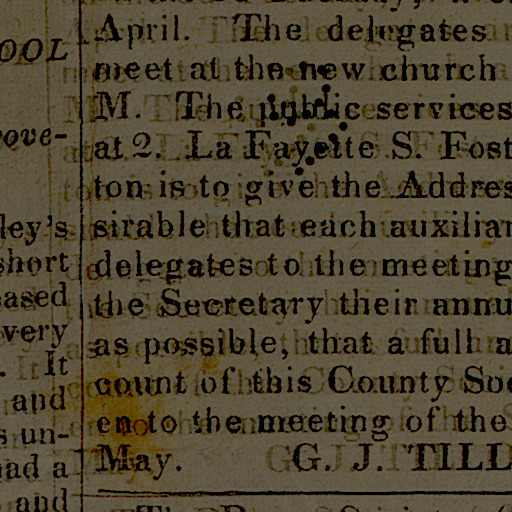 OOL
rove-
ley's
short
eased
very
. It
and
s un-
had a
and
April. The delegates
meet at the new church
M. The public services
at 2. La Fayette S. Fost
ton is to give the Addres
sirable that each auxiliar
delegates to the meeting
the Secretary their annu
as possible, that a full a
count of this County Soc
en to the meeting of the
May. G. J. TILL